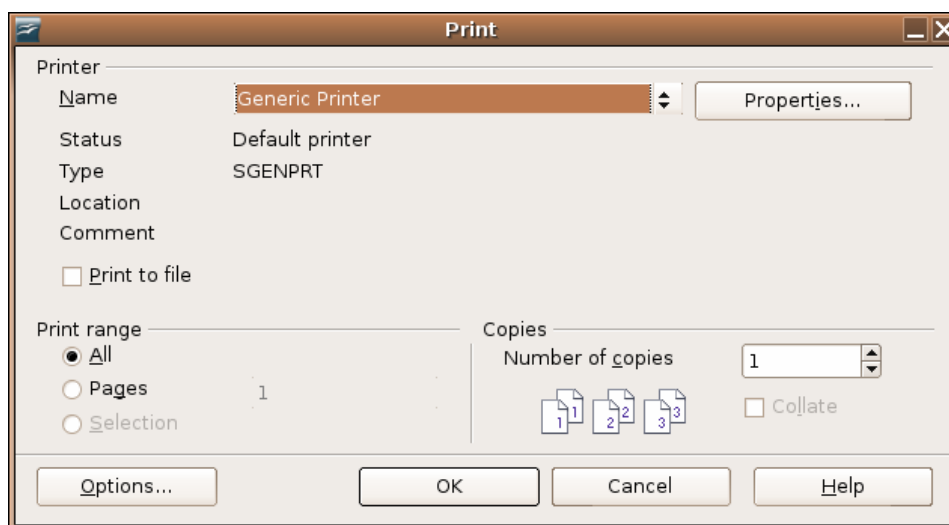 Print
Printer
Name Generic Printer Properties...
Status Default printer
Type SGENPRT
Location
Comment
Print to file
Print range
All
Pages 1
Selection
Copies
Number of copies 1
1 1 2 2 3 3
Collate
Options... OK Cancel Help